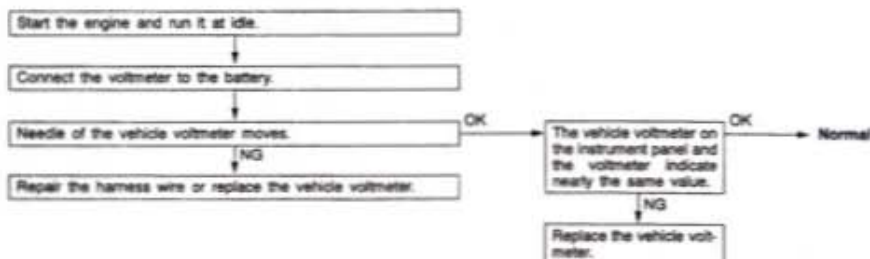 Start the engine and run it at idle.
Connect the voltmeter to the battery.
Needle of the vehicle voltmeter moves.
OK
NG
Repair the harness wire or replace the vehicle voltmeter.
The vehicle voltmeter on
the instrument panel and
the voltmeter indicate
nearly the same value.
OK
Normal
NG
Replace the vehicle volt-
meter.